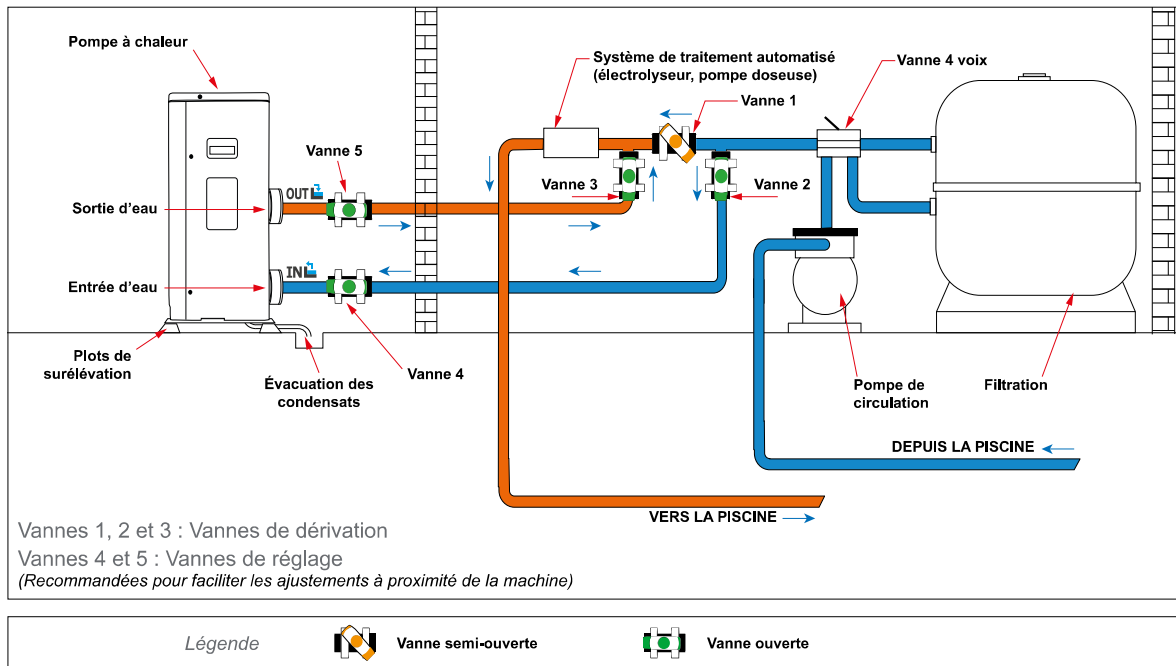 Pompe à chaleur
Système de traitement automatisé
(électrolyseur, pompe doseuse)
Vanne 4 voix
Vanne 1
Vanne 5
Vanne 3
Vanne 2
OUT
Sortie d'eau
IN
Entrée d'eau
Plots de
surélévation
Évacuation des
condensats
Vanne 4
Pompe de
circulation
Filtration
DEPUIS LA PISCINE
VERS LA PISCINE
Vannes 1, 2 et 3 : Vannes de dérivation
Vannes 4 et 5 : Vannes de réglage
(Recommandées pour faciliter les ajustements à proximité de la machine)
Légende
Vanne semi-ouverte
Vanne ouverte